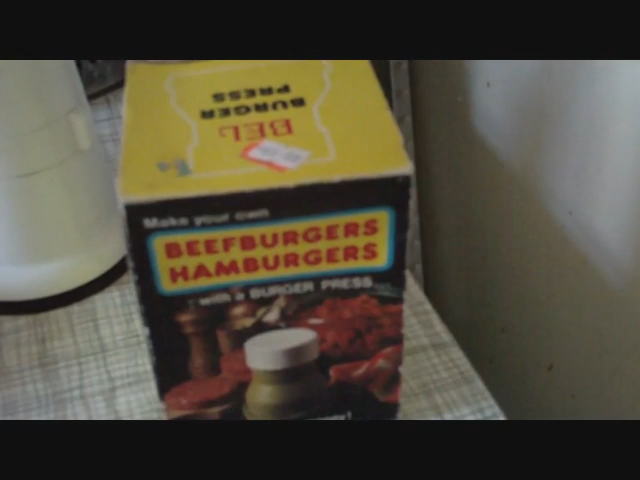 BEL
BURGER
PRESS
Make your own
BEEFBURGERS
HAMBURGERS
with a BURGER PRESS